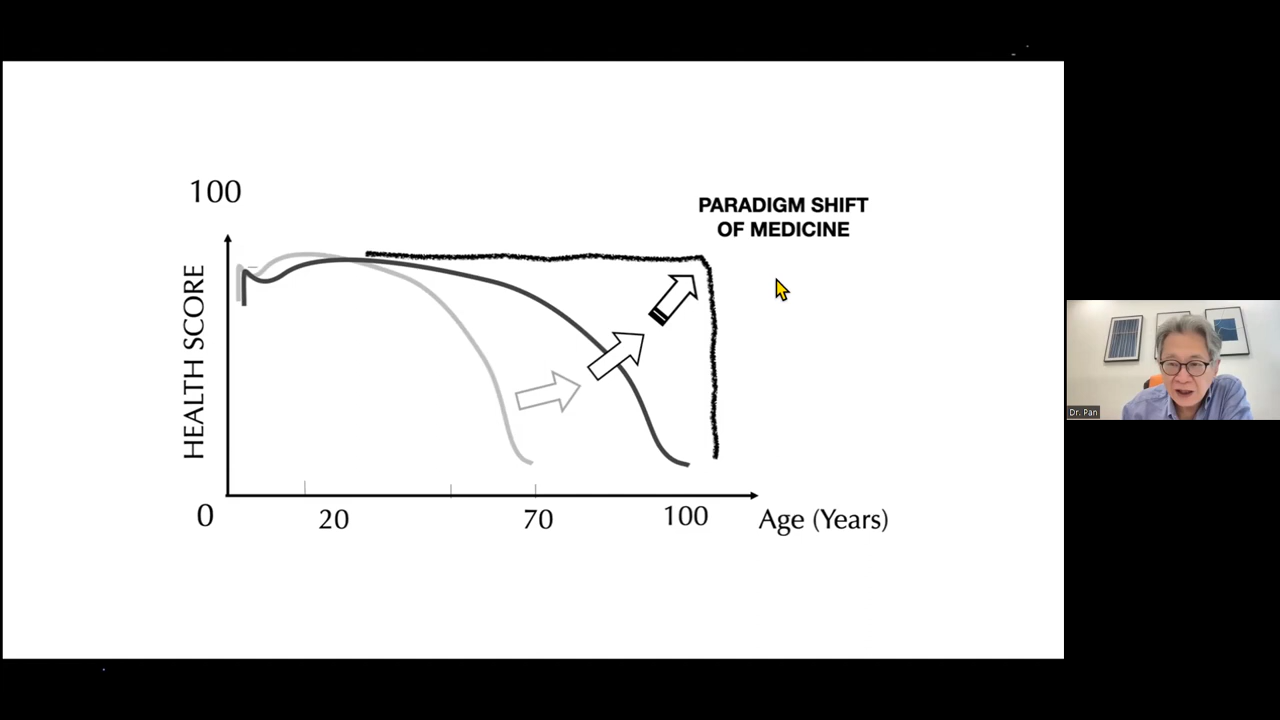 100
PARADIGM SHIFT
OF MEDICINE
HEALTH SCORE
0
20
70
100
Age (Years)
Dr. Pan